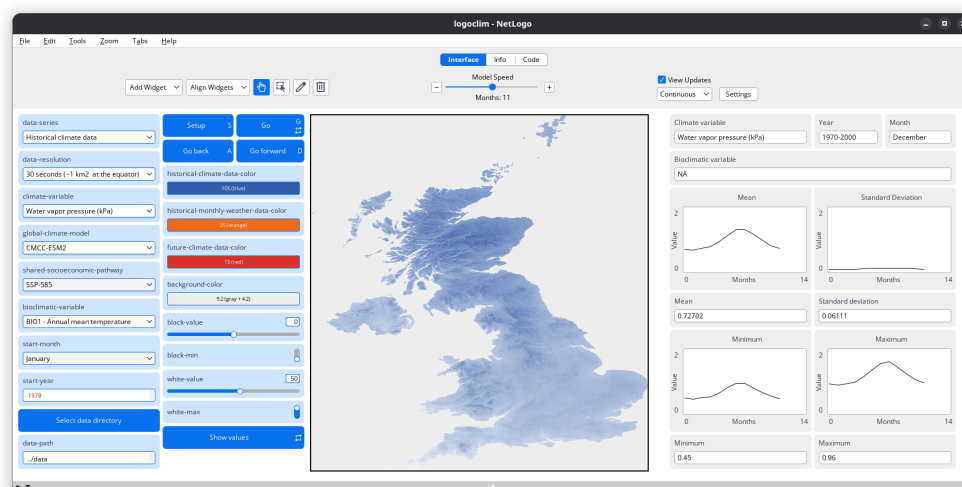 logoclim - NetLogo
File Edit Tools Zoom Tabs Help
Interface Info Code
Add Widget Align Widgets
Model Speed
Months: 11
View Updates
Continuous Settings
data-series
Historical climate data
data-resolution
30 seconds (~1 km2 at the equator)
climate-variable
Water vapor pressure (kPa)
global-climate-model
CMCC-ESM2
shared-socioeconomic-pathway
SSP-585
bioclimatic-variable
BIO1 - Annual mean temperature
start-month
January
start-year
1970
Select data directory
data-path
../data
Setup S
Go G
Go back A
Go forward D
historical-climate-data-color
105 (blue)
historical-monthly-weather-data-color
25 (orange)
future-climate-data-color
15 (red)
background-color
9.2 (gray + 4.2)
black-value 0
black-min
white-value 50
white-max
Show values
Climate variable
Water vapor pressure (kPa)
Year
1970-2000
Month
December
Bioclimatic variable
NA
Mean
2
Value
0
0 Months 14
Standard Deviation
2
Value
0
0 Months 14
Mean
0.72702
Standard deviation
0.06111
Minimum
2
Value
0
0 Months 14
Maximum
2
Value
0
0 Months 14
Minimum
0.45
Maximum
0.96